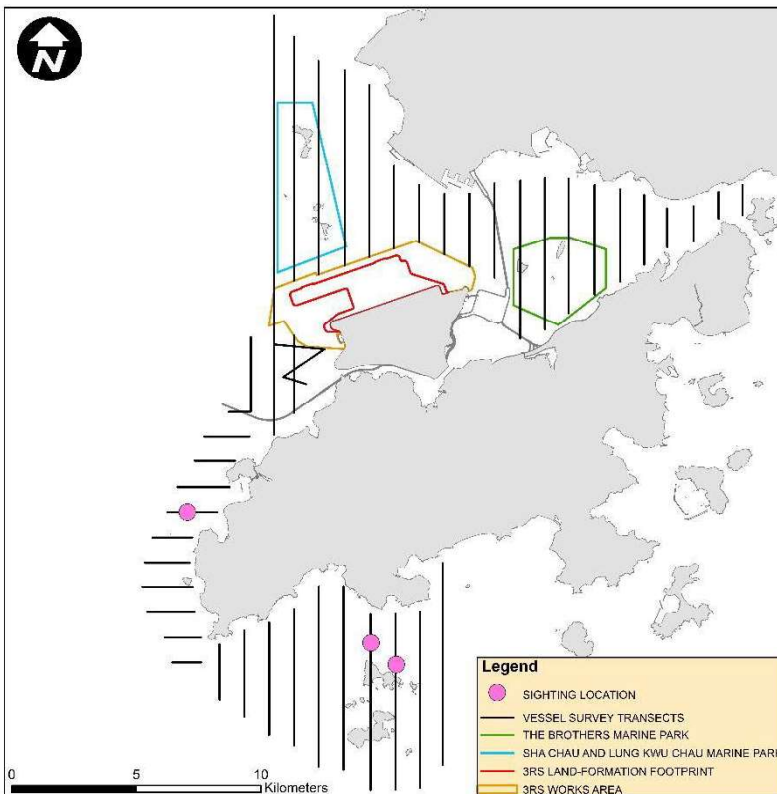 N
Legend
SIGHTING LOCATION
VESSEL SURVEY TRANSECTS
THE BROTHERS MARINE PARK
SHA CHAU AND LUNG KWU CHAU MARINE PARK
3RS LAND-FORMATION FOOTPRINT
3RS WORKS AREA
0 5 10
Kilometers